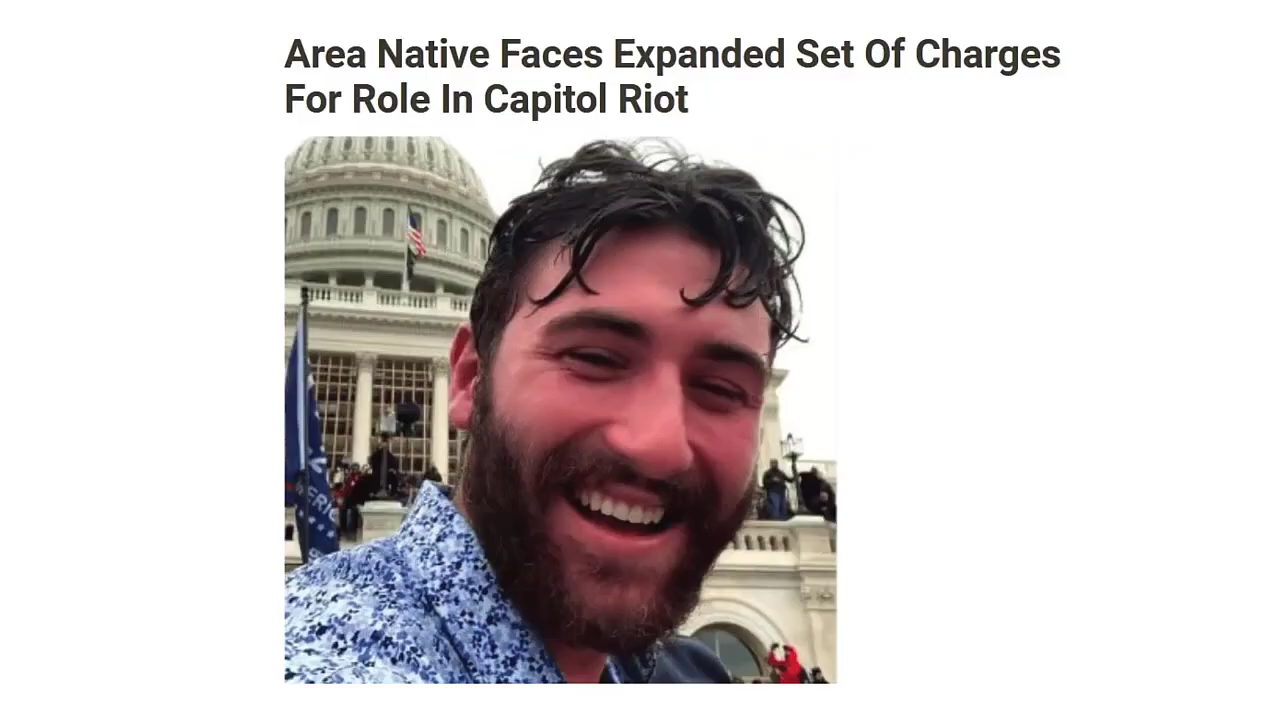 Area Native Faces Expanded Set Of Charges
For Role In Capitol Riot